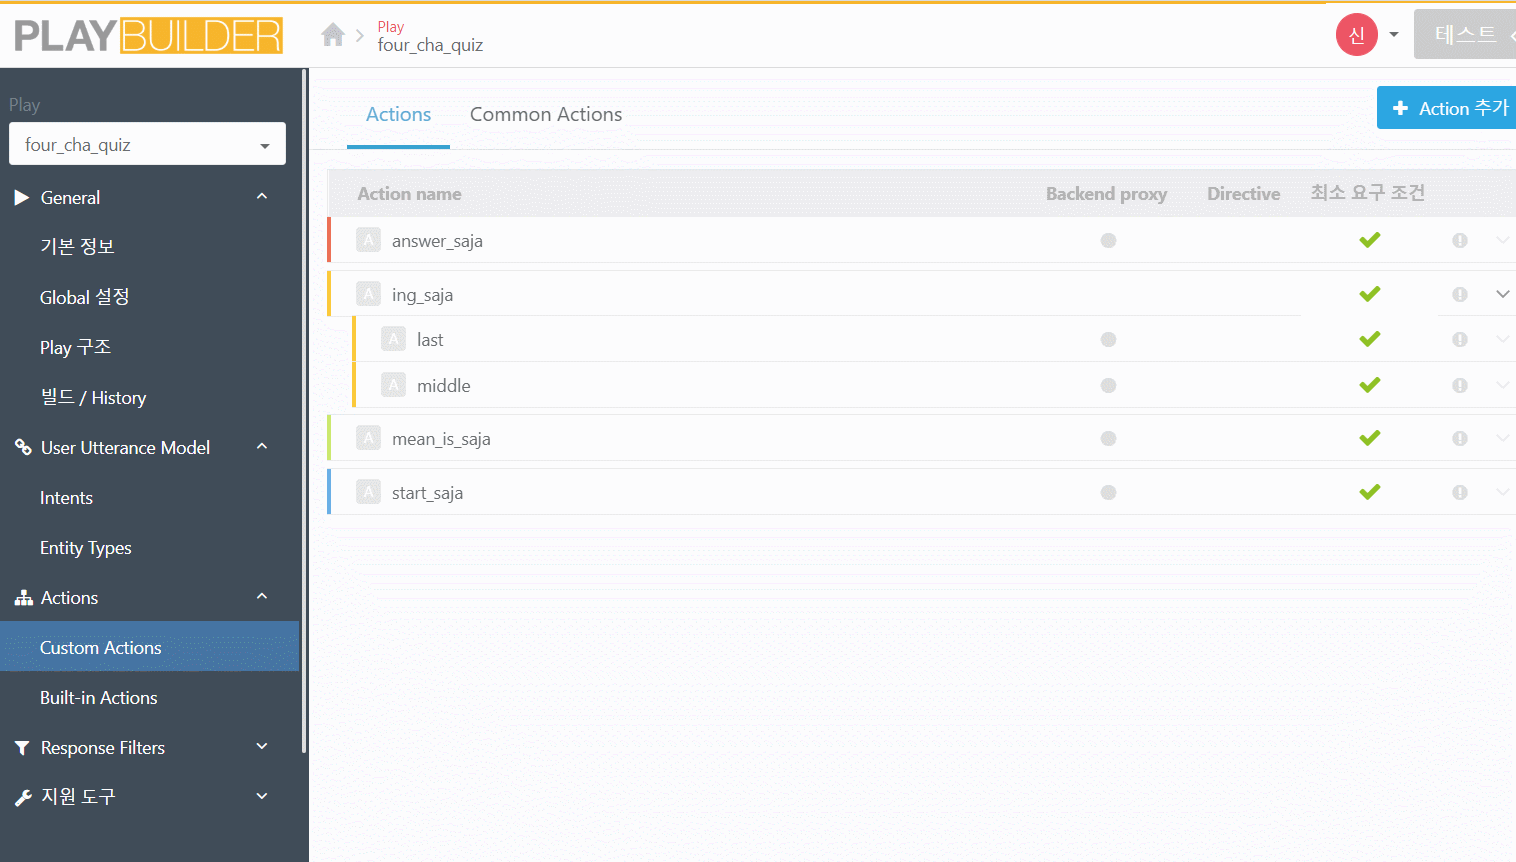 PLAYBUILDER
Play
four_cha_quiz
신
테스트
Play
four_cha_quiz
General
기본 정보
Global 설정
Play 구조
빌드 / History
User Utterance Model
Intents
Entity Types
Actions
Custom Actions
Built-in Actions
Response Filters
지원 도구
Actions
Common Actions
Action 추가
Action name
Backend proxy
Directive
최소 요구 조건
A answer_saja
A ing_saja
A last
A middle
A mean_is_saja
A start_saja